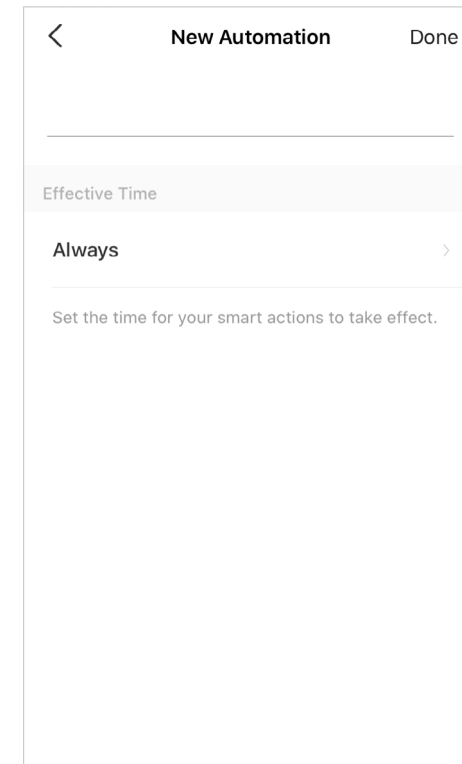 New Automation Done
Effective Time
Always
Set the time for your smart actions to take effect.